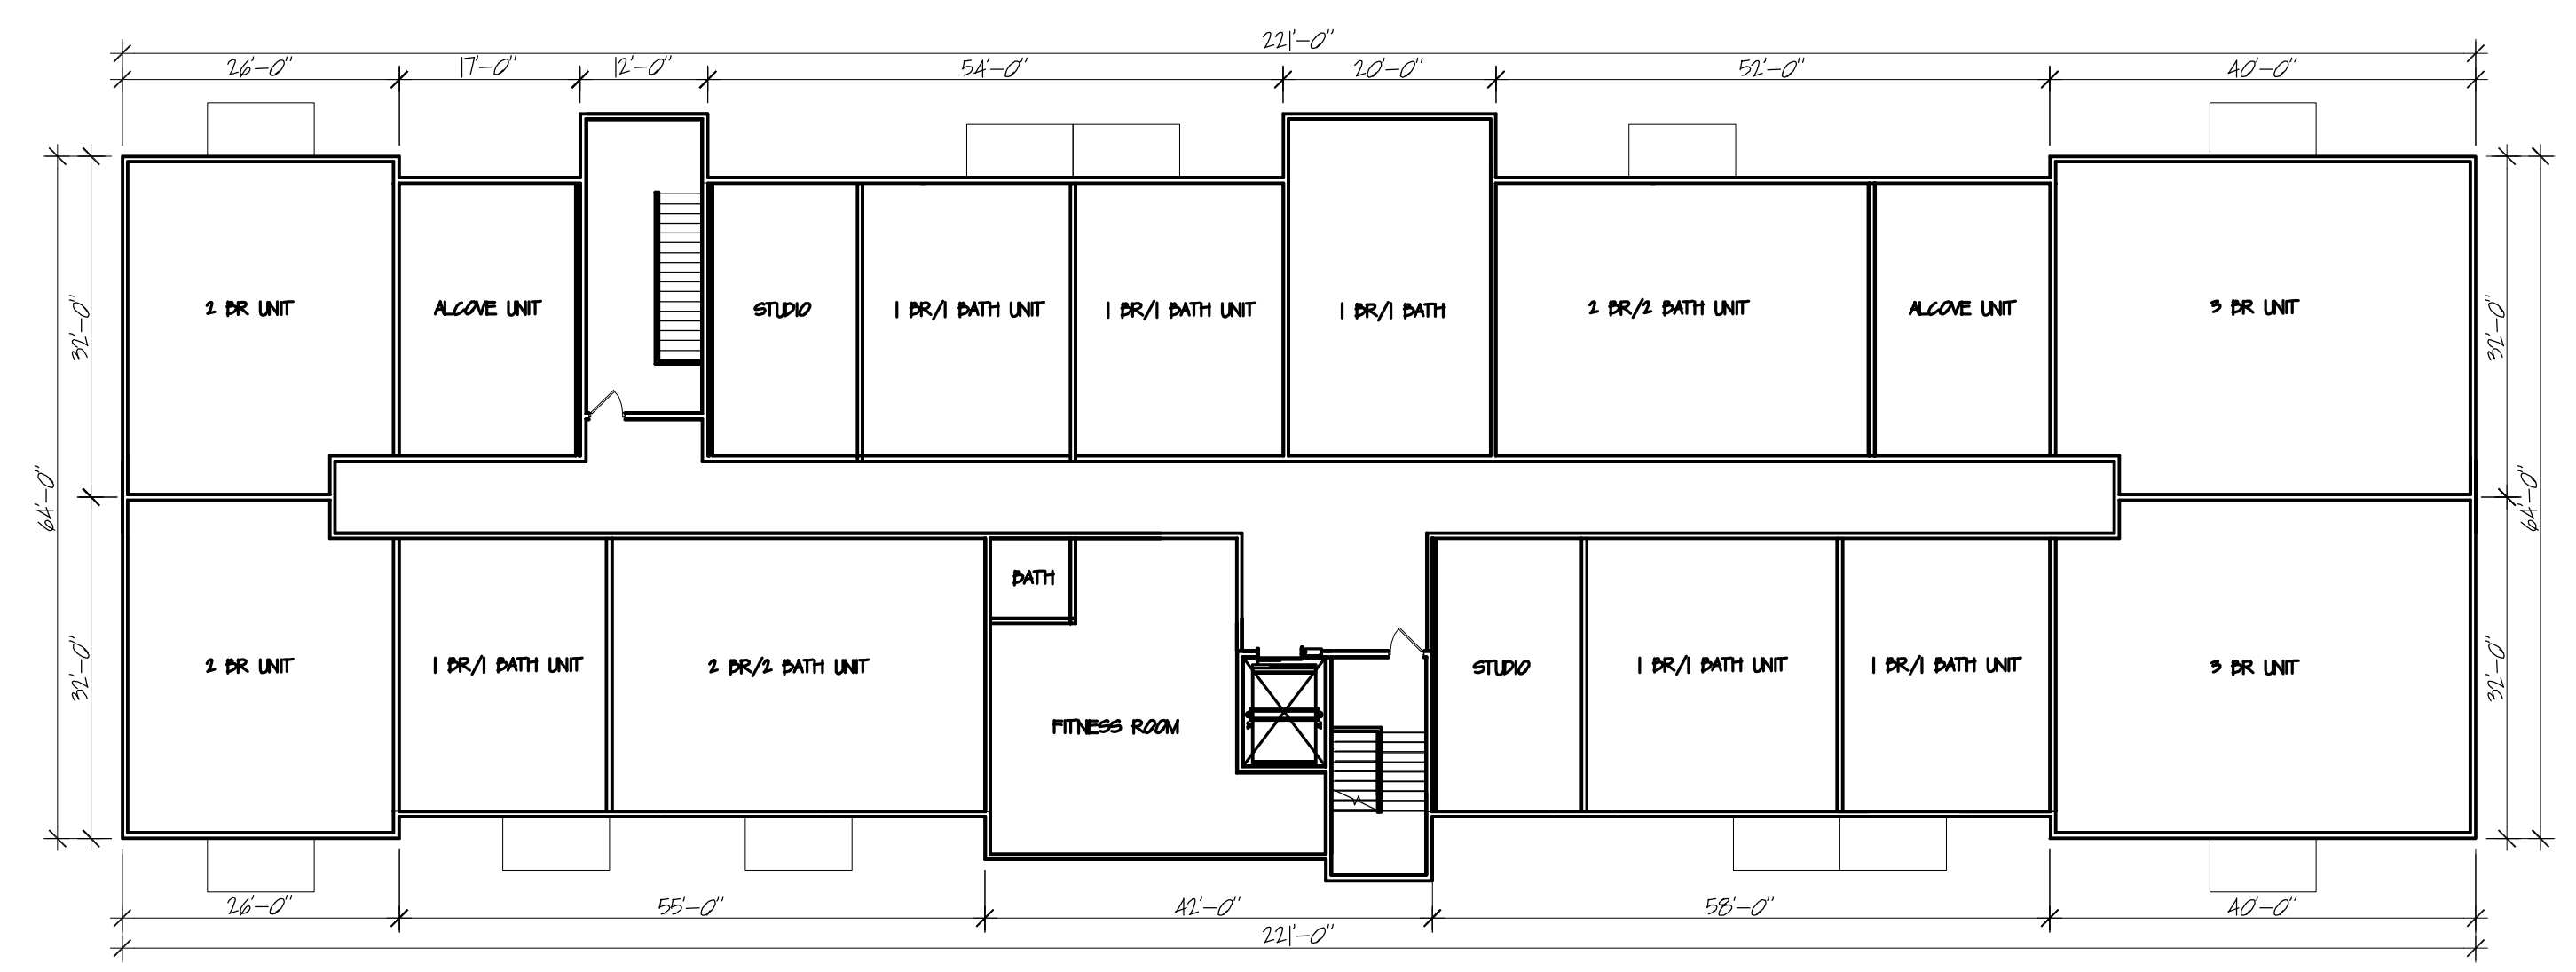 221'-0"
26'-0" 17'-0" 12'-0" 54'-0" 20'-0" 52'-0" 40'-0"
32'-0" 2 BR UNIT ALCOVE UNIT STUDIO 1 BR/1 BATH UNIT 1 BR/1 BATH UNIT 1 BR/1 BATH 2 BR/2 BATH UNIT ALCOVE UNIT 3 BR UNIT 32'-0"
64'-0" 64'-0"
BATH
32'-0" 2 BR UNIT 1 BR/1 BATH UNIT 2 BR/2 BATH UNIT STUDIO 1 BR/1 BATH UNIT 1 BR/1 BATH UNIT 3 BR UNIT 32'-0"
FITNESS ROOM
26'-0" 55'-0" 42'-0" 58'-0" 40'-0"
221'-0"